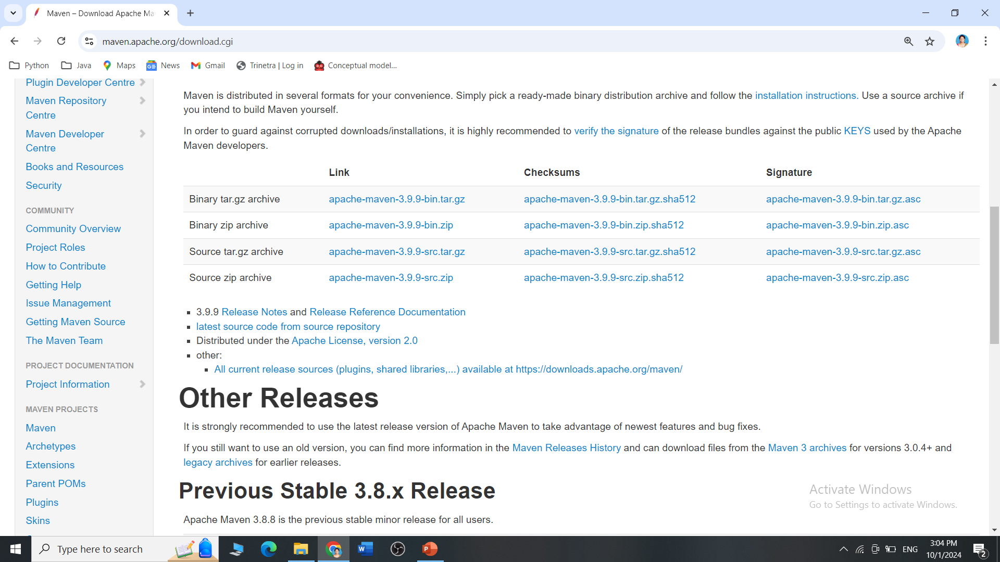 Maven – Download Apache Ma
maven.apache.org/download.cgi
Python Java Maps News Gmail Trinetra | Log in Conceptual model...
Plugin Developer Centre
Maven Repository
Centre
Maven Developer
Centre
Books and Resources
Security
COMMUNITY
Community Overview
Project Roles
How to Contribute
Getting Help
Issue Management
Getting Maven Source
The Maven Team
PROJECT DOCUMENTATION
Project Information
MAVEN PROJECTS
Maven
Archetypes
Extensions
Parent POMs
Plugins
Skins
Maven is distributed in several formats for your convenience. Simply pick a ready-made binary distribution archive and follow the installation instructions. Use a source archive if
you intend to build Maven yourself.
In order to guard against corrupted downloads/installations, it is highly recommended to verify the signature of the release bundles against the public KEYS used by the Apache
Maven developers.
Link Checksums Signature
Binary tar.gz archive apache-maven-3.9.9-bin.tar.gz apache-maven-3.9.9-bin.tar.gz.sha512 apache-maven-3.9.9-bin.tar.gz.asc
Binary zip archive apache-maven-3.9.9-bin.zip apache-maven-3.9.9-bin.zip.sha512 apache-maven-3.9.9-bin.zip.asc
Source tar.gz archive apache-maven-3.9.9-src.tar.gz apache-maven-3.9.9-src.tar.gz.sha512 apache-maven-3.9.9-src.tar.gz.asc
Source zip archive apache-maven-3.9.9-src.zip apache-maven-3.9.9-src.zip.sha512 apache-maven-3.9.9-src.zip.asc
3.9.9 Release Notes and Release Reference Documentation
latest source code from source repository
Distributed under the Apache License, version 2.0
other:
All current release sources (plugins, shared libraries,...) available at https://downloads.apache.org/maven/
Other Releases
It is strongly recommended to use the latest release version of Apache Maven to take advantage of newest features and bug fixes.
If you still want to use an old version, you can find more information in the Maven Releases History and can download files from the Maven 3 archives for versions 3.0.4+ and
legacy archives for earlier releases.
Previous Stable 3.8.x Release
Apache Maven 3.8.8 is the previous stable minor release for all users.
Activate Windows
Go to Settings to activate Windows.
Type here to search
ENG
3:04 PM
10/1/2024
2